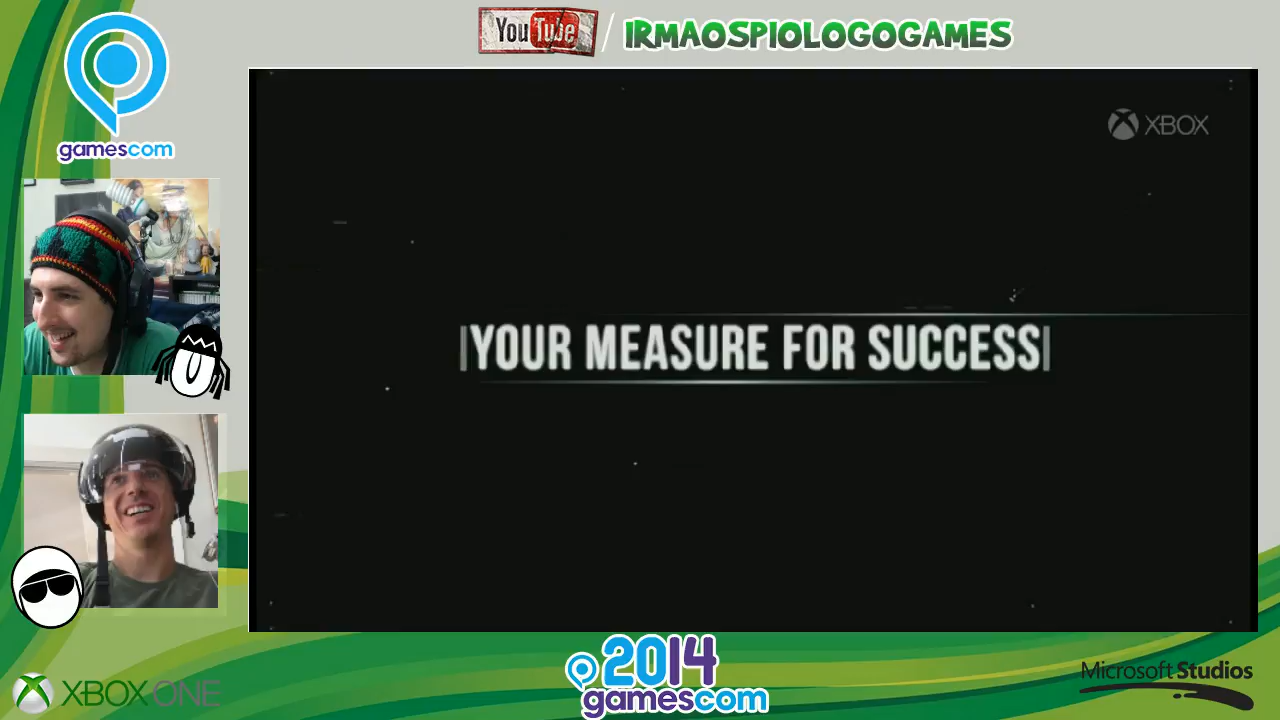 YouTube / IRMAOSPIOLOGOGAMES
gamescom
XBOX
|YOUR MEASURE FOR SUCCESS|
2014
gamescom
XBOX ONE
Microsoft Studios